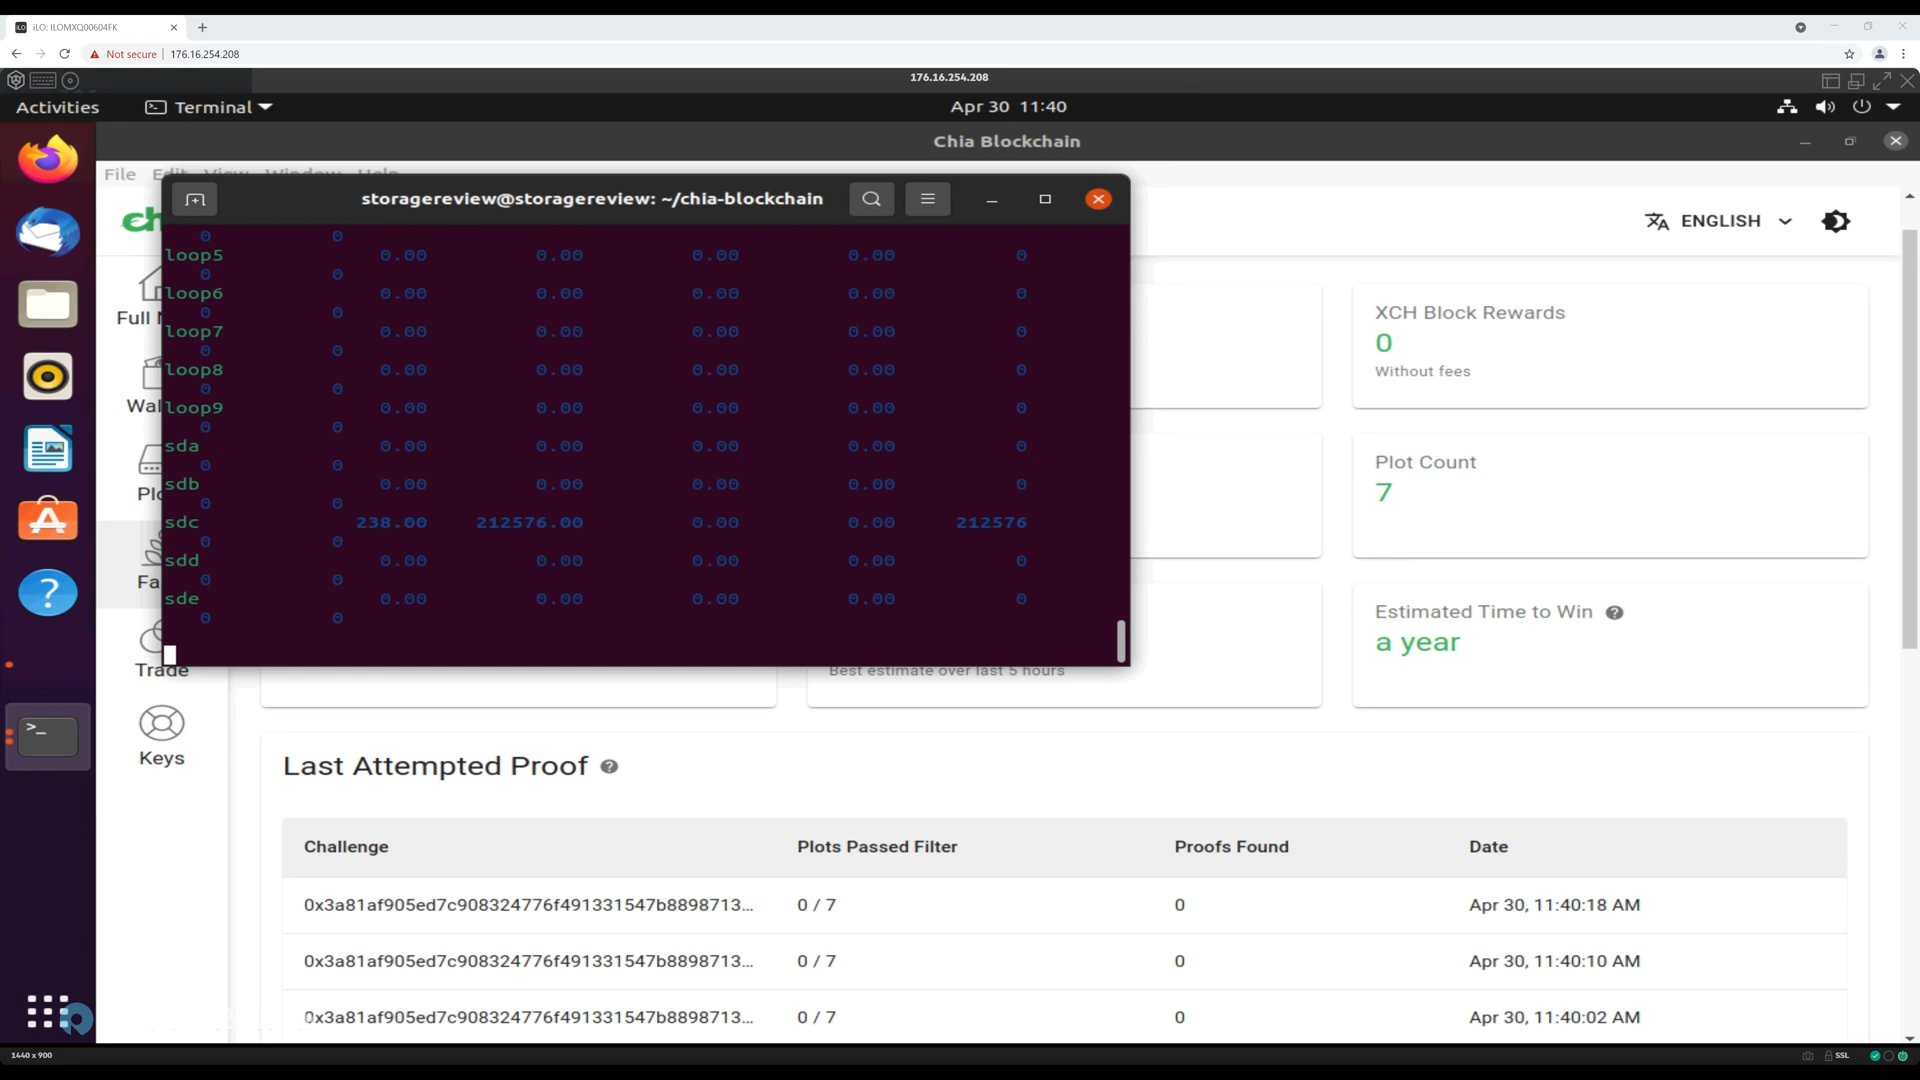 iLO: ILOMXQ00604FK
Not secure
176.16.254.208
176.16.254.208
Activities
Terminal
Apr 30 11:40
Chia Blockchain
File Edit View Window Help
storagereview@storagereview: ~/chia-blockchain
0 0
loop5 0.00 0.00 0.00 0.00 0
0 0
loop6 0.00 0.00 0.00 0.00 0
0 0
loop7 0.00 0.00 0.00 0.00 0
0 0
loop8 0.00 0.00 0.00 0.00 0
0 0
loop9 0.00 0.00 0.00 0.00 0
0 0
sda 0.00 0.00 0.00 0.00 0
0 0
sdb 0.00 0.00 0.00 0.00 0
0 0
sdc 238.00 212576.00 0.00 0.00 212576
0 0
sdd 0.00 0.00 0.00 0.00 0
0 0
sde 0.00 0.00 0.00 0.00 0
0 0
ch
Full
Wal
Plo
Fa
Trade
Keys
ENGLISH
XCH Block Rewards
0
Without fees
Plot Count
7
Estimated Time to Win
a year
Best estimate over last 5 hours
Last Attempted Proof
Challenge Plots Passed Filter Proofs Found Date
0x3a81af905ed7c908324776f491331547b8898713... 0 / 7 0 Apr 30, 11:40:18 AM
0x3a81af905ed7c908324776f491331547b8898713... 0 / 7 0 Apr 30, 11:40:10 AM
0x3a81af905ed7c908324776f491331547b8898713... 0 / 7 0 Apr 30, 11:40:02 AM
1440 x 900
SSL